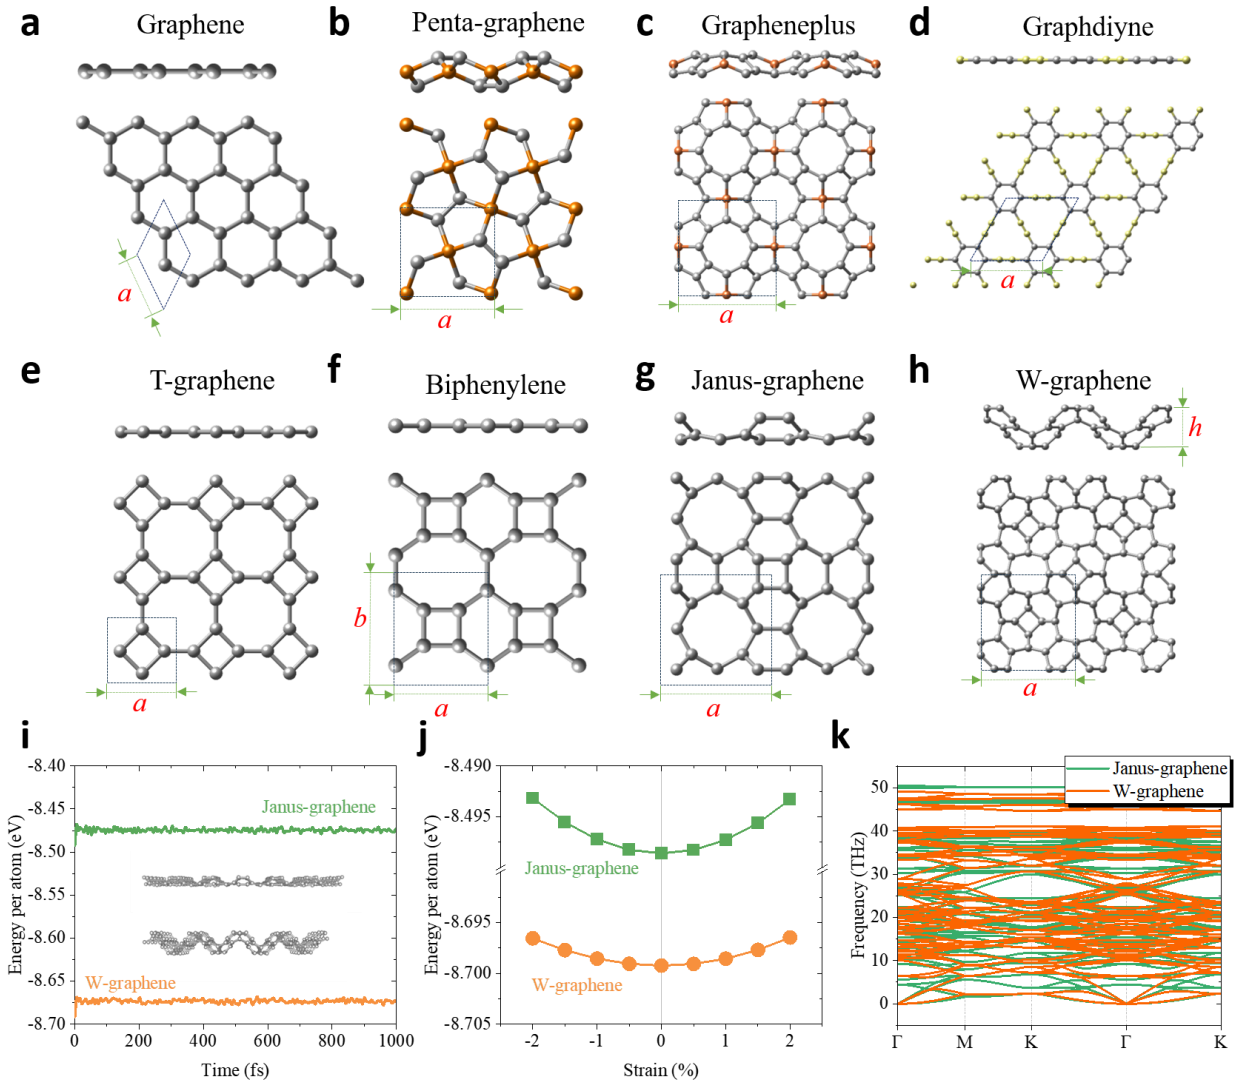 a
Graphene
a
b
Penta-graphene
a
c
Grapheneplus
a
d
Graphdiyne
a
e
T-graphene
a
f
Biphenylene
b
a
g
Janus-graphene
a
h
W-graphene
h
a
i
-8.40
-8.45
-8.50
-8.55
-8.60
-8.65
-8.70
Energy per atom (eV)
Janus-graphene
W-graphene
0 200 400 600 800 1000
Time (fs)
j
-8.490
-8.495
-8.695
-8.700
-8.705
Energy per atom (eV)
Janus-graphene
W-graphene
-2 -1 0 1 2
Strain (%)
k
Janus-graphene
W-graphene
50
40
30
20
10
0
Frequency (THz)
Γ M K Γ K